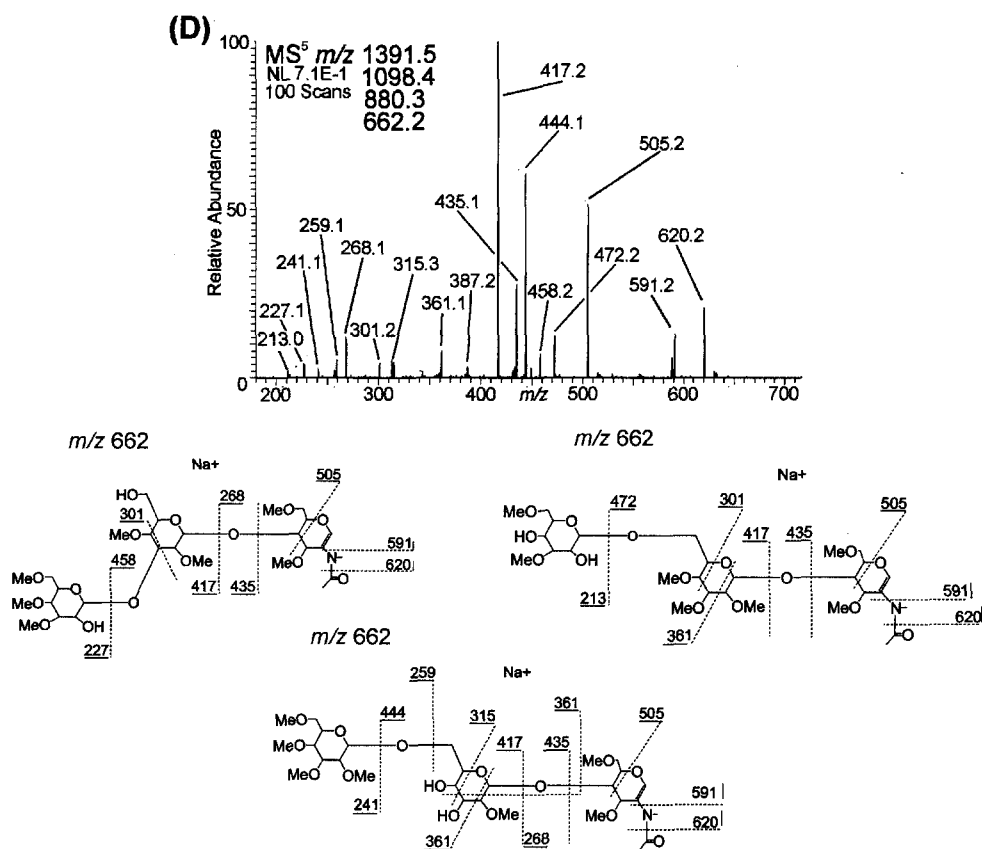 (D)
MS5 m/z 1391.5
NL 7.1E-1 1098.4
100 Scans 880.3
662.2
Relative Abundance
100
50
0
417.2
444.1
505.2
435.1
259.1
268.1
241.1
315.3
472.2
620.2
387.2
458.2
591.2
227.1
361.1
301.2
213.0
200 300 400 m/z 500 600 700
m/z 662
Na+
HO
268
505
301
MeO
O
MeO
O
O
MeO
OMe
MeO
N-
591
620
O
458
417 435
MeO
O
MeO
MeO
OH
O
227
m/z 662
Na+
472
301
505
MeO
O
HO
MeO
OH
O
417
435
MeO
O
213
MeO
MeO
OMe
O
O
MeO
N-
591
620
361
O
m/z 662
Na+
259
444
361
315
505
MeO
O
MeO
MeO
OMe
O
417
435
MeO
O
HO
O
HO
OMe
O
MeO
N-
591
620
O
241
361
268